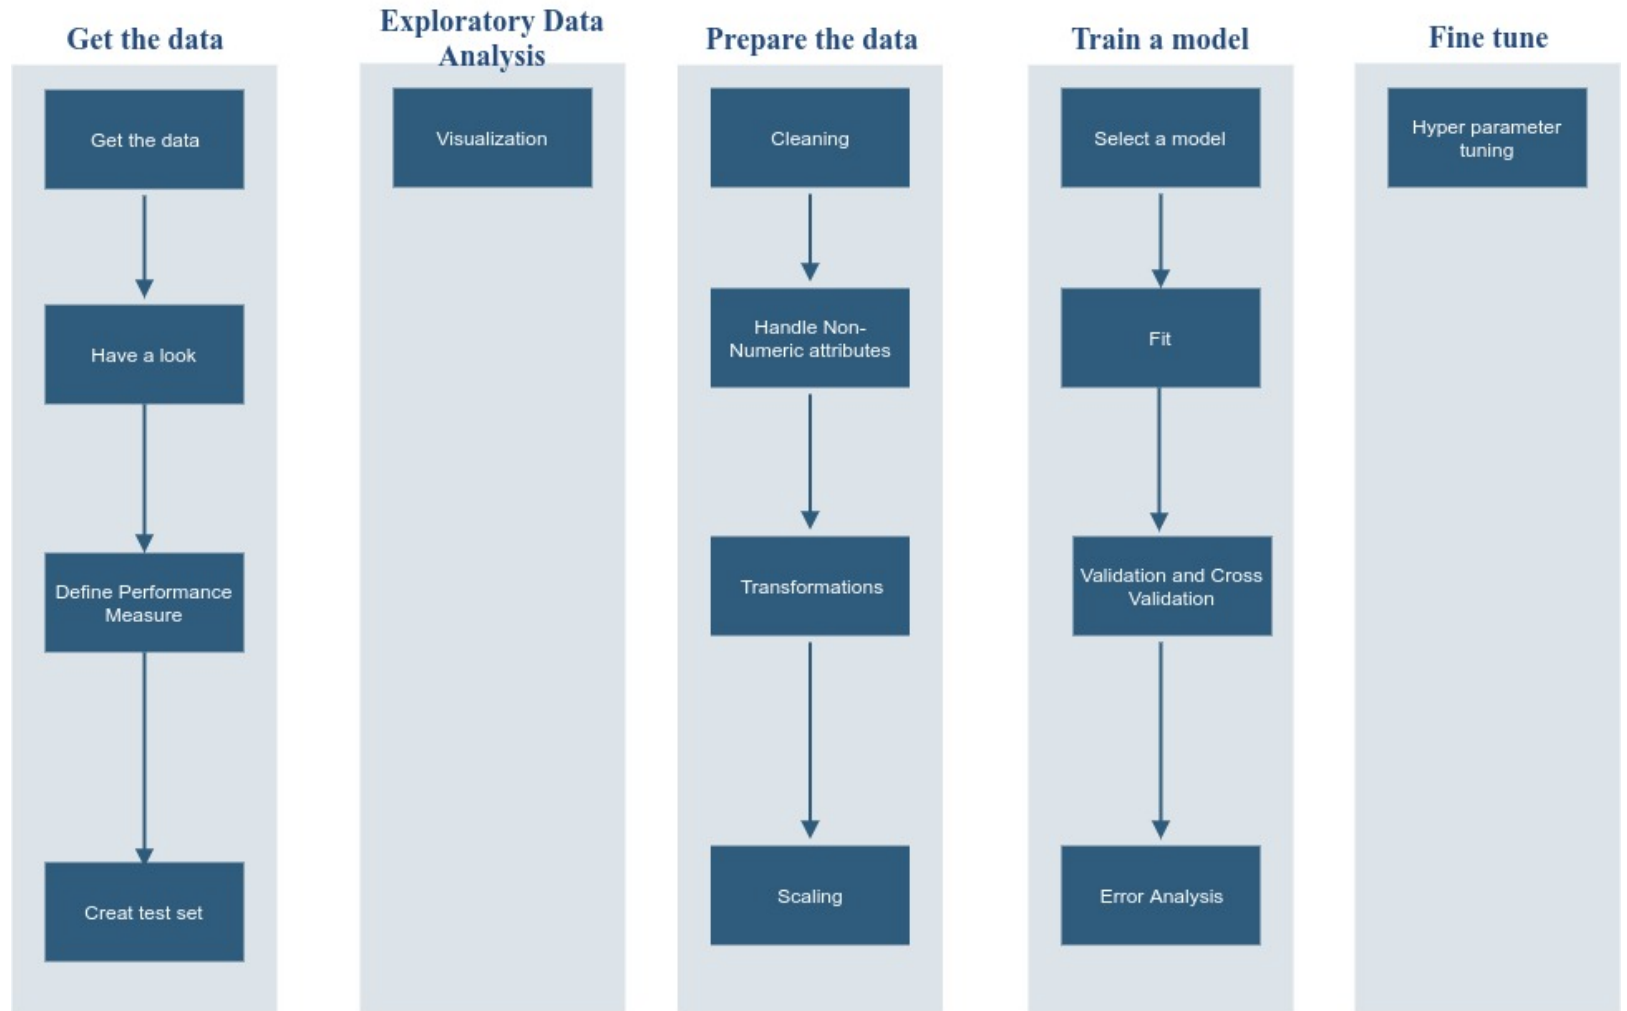 Get the data
Get the data
Have a look
Define Performance
Measure
Creat test set
Exploratory Data
Analysis
Visualization
Prepare the data
Cleaning
Handle Non-
Numeric attributes
Transformations
Scaling
Train a model
Select a model
Fit
Validation and Cross
Validation
Error Analysis
Fine tune
Hyper parameter
tuning